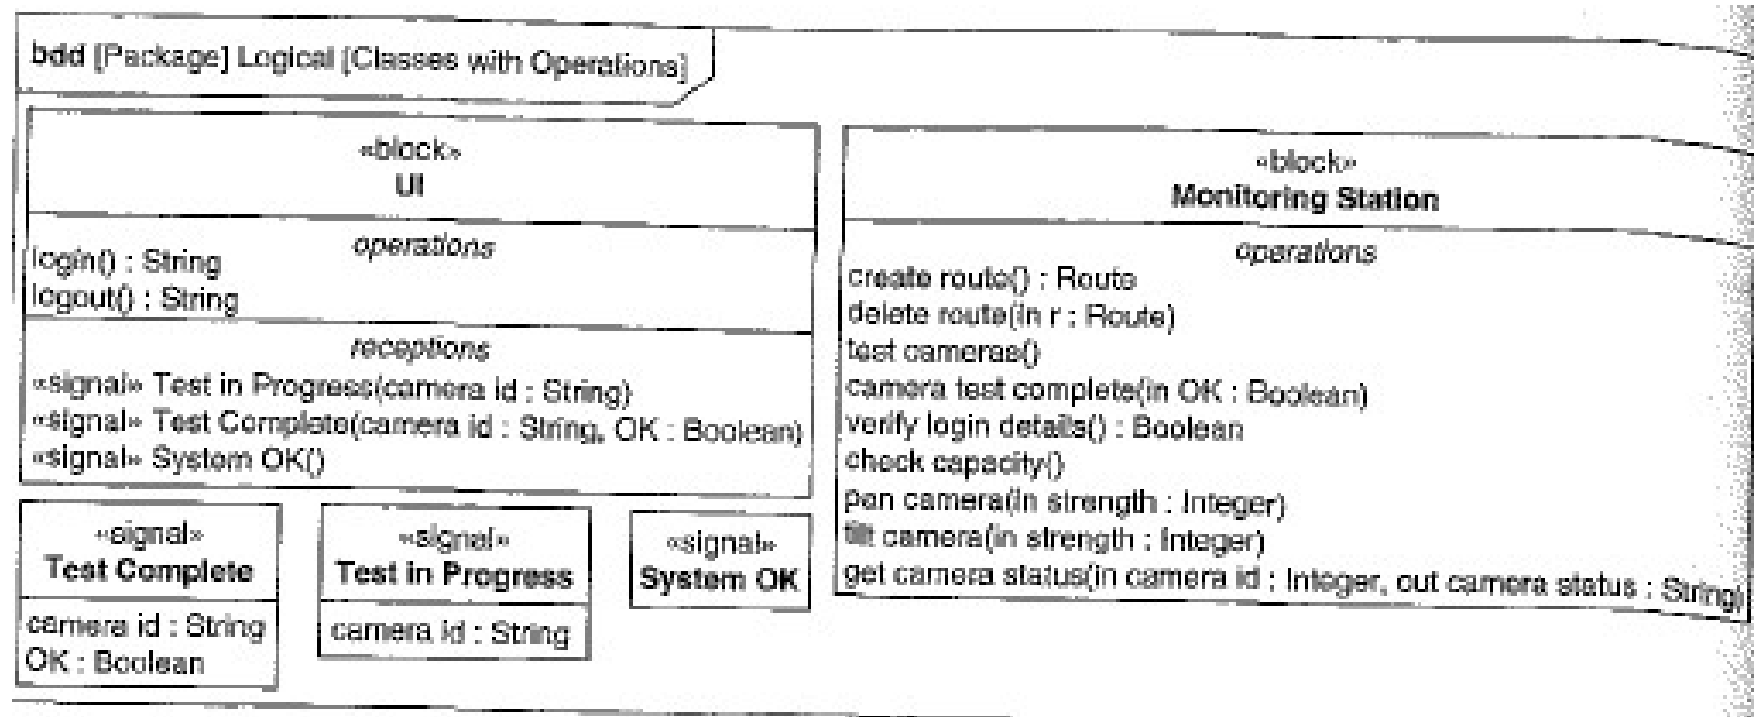 bdd [Package] Logical [Classes with Operations]
«block»
UI
operations
login() : String
logout() : String
receptions
«signal» Test in Progress(camera id : String)
«signal» Test Complete(camera id : String, OK : Boolean)
«signal» System OK()
«block»
Monitoring Station
operations
create route() : Route
delete route(in r : Route)
test cameras()
camera test complete(in OK : Boolean)
verify login details() : Boolean
check capacity()
pan camera(in strength : Integer)
tilt camera(in strength : Integer)
get camera status(in camera id : Integer, out camera status : String)
«signal»
Test Complete
camera id : String
OK : Boolean
«signal»
Test in Progress
camera id : String
«signal»
System OK